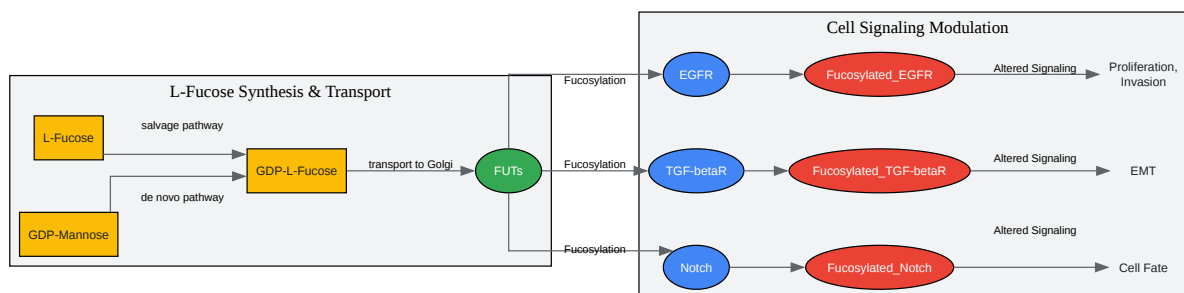 Cell Signaling Modulation
L-Fucose Synthesis & Transport
L-Fucose
salvage pathway
GDP-L-Fucose
de novo pathway
GDP-Mannose
transport to Golgi
FUTs
Fucosylation
EGFR
Fucosylated_EGFR
Altered Signaling
Proliferation,
Invasion
Fucosylation
TGF-betaR
Fucosylated_TGF-betaR
Altered Signaling
EMT
Fucosylation
Notch
Fucosylated_Notch
Altered Signaling
Cell Fate